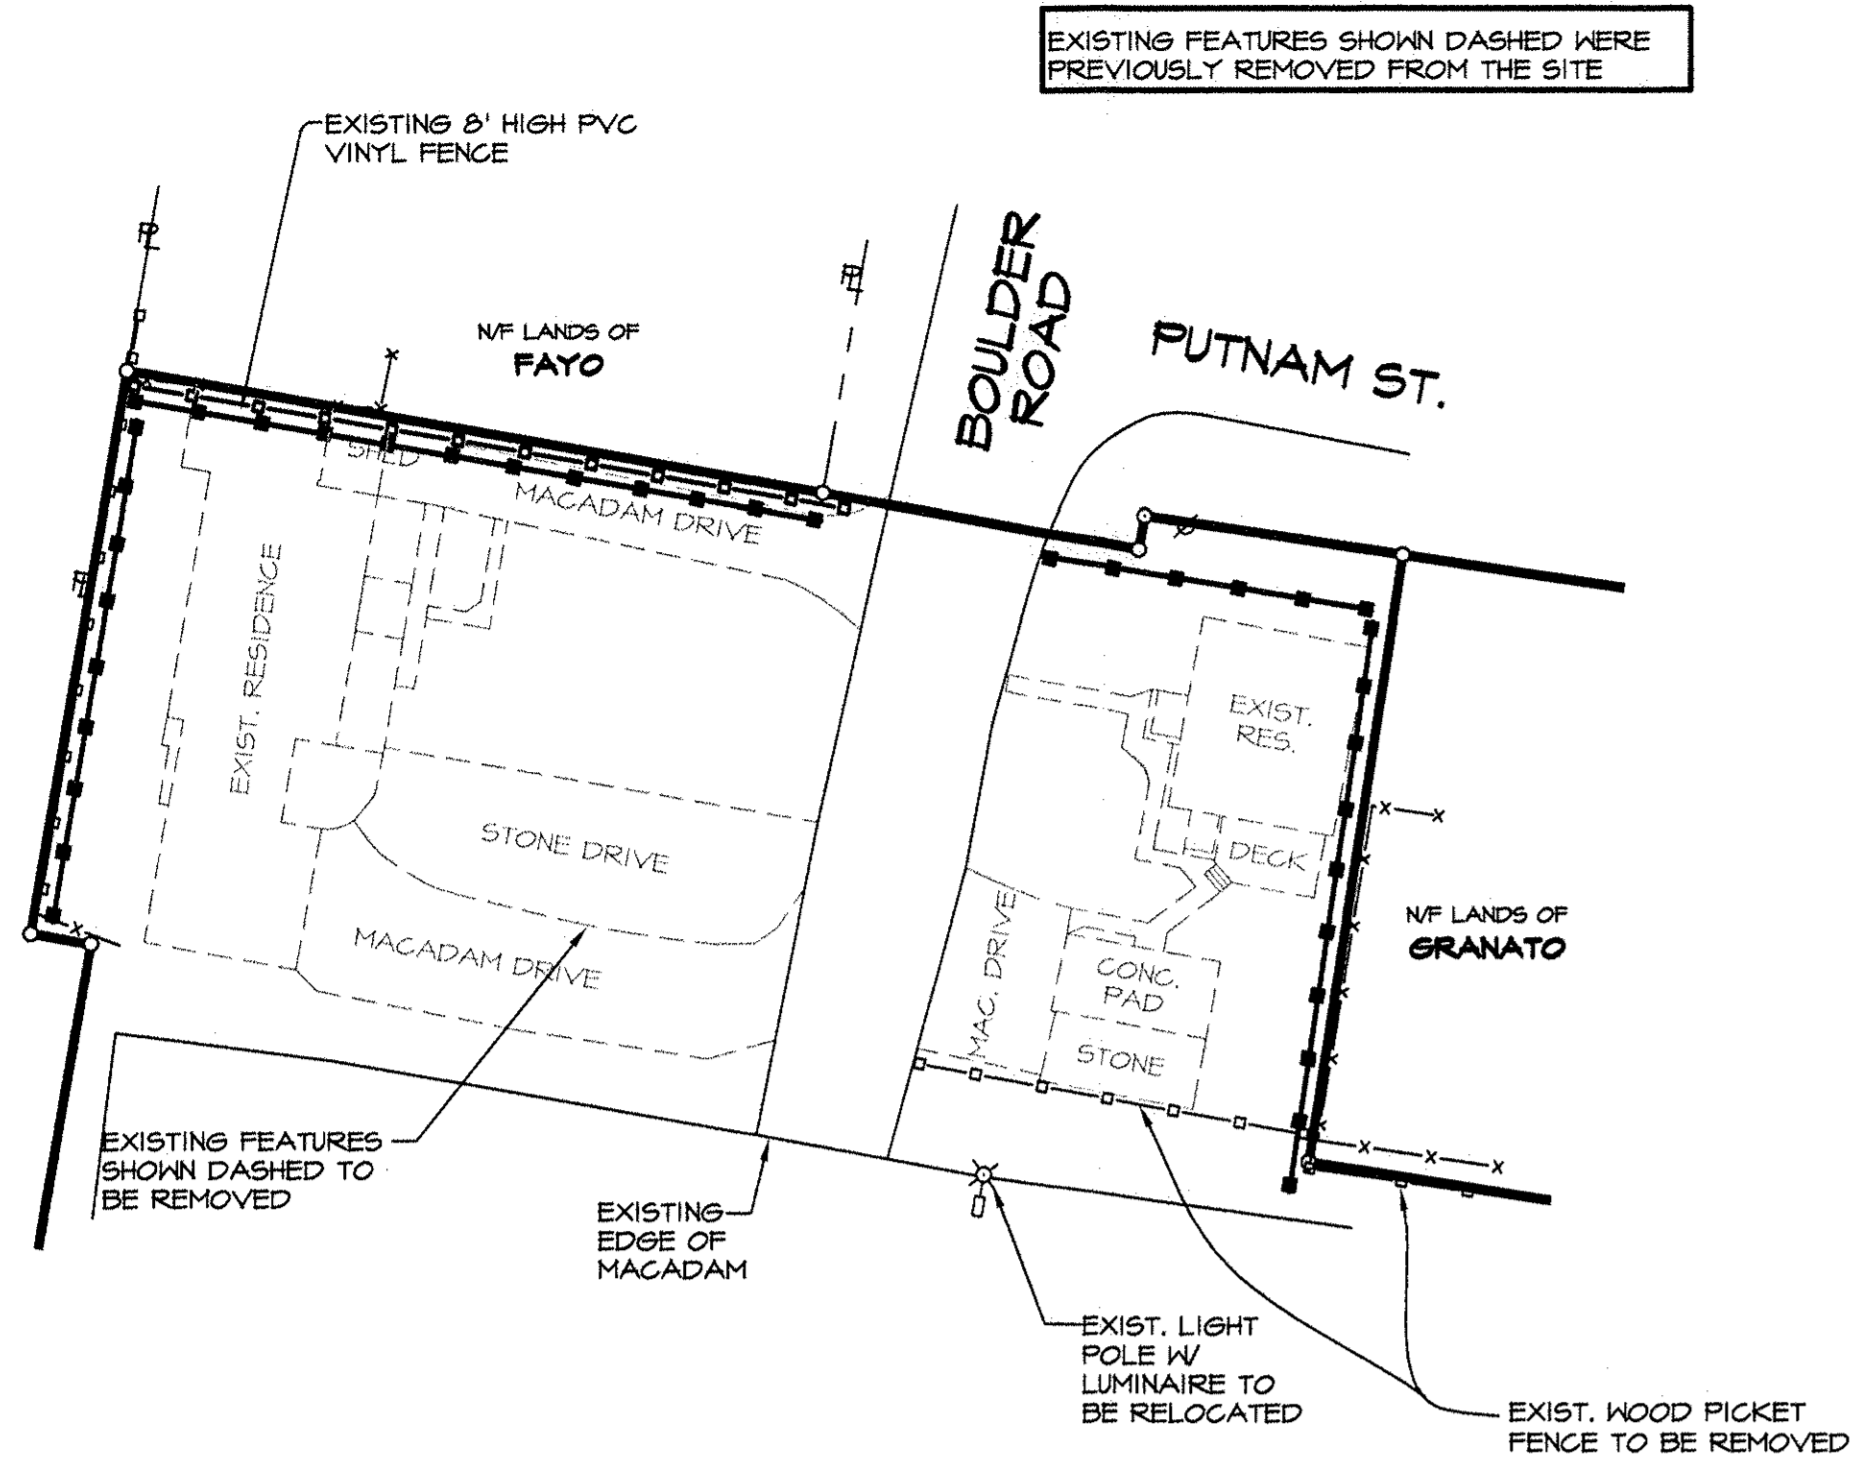 EXISTING FEATURES SHOWN DASHED WERE
PREVIOUSLY REMOVED FROM THE SITE
EXISTING 8' HIGH PVC
VINYL FENCE
PL
PL
BOULDER
ROAD
PUTNAM ST.
N/F LANDS OF
FAYO
SHED
MACADAM DRIVE
PL
EXIST. RESIDENCE
EXIST.
RES.
STONE DRIVE
DECK
MACADAM DRIVE
MAC. DRIVE
CONC.
PAD
STONE
N/F LANDS OF
GRANATO
EXISTING FEATURES
SHOWN DASHED TO
BE REMOVED
EXISTING
EDGE OF
MACADAM
EXIST. LIGHT
POLE W/
LUMINAIRE TO
BE RELOCATED
EXIST. WOOD PICKET
FENCE TO BE REMOVED